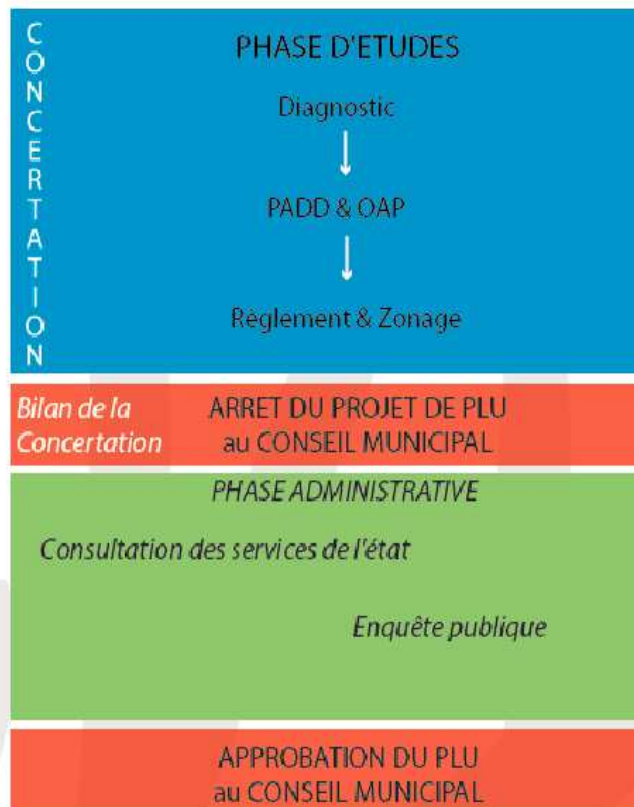 CONCERTATION
PHASE D'ETUDES
Diagnostic
PADD & OAP
Règlement & Zonage
Bilan de la
Concertation
ARRET DU PROJET DE PLU
au CONSEIL MUNICIPAL
PHASE ADMINISTRATIVE
Consultation des services de l'état
Enquête publique
APPROBATION DU PLU
au CONSEIL MUNICIPAL